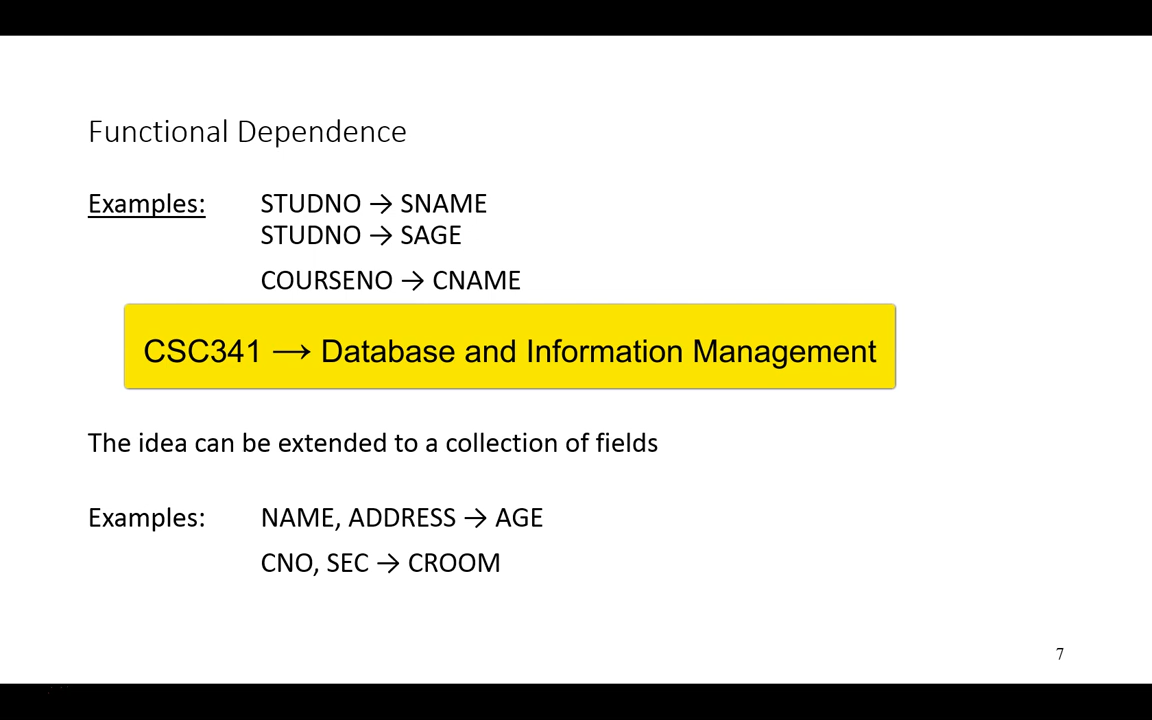 Functional Dependence
Examples: STUDNO → SNAME
STUDNO → SAGE
COURSENO → CNAME
CSC341 → Database and Information Management
The idea can be extended to a collection of fields
Examples: NAME, ADDRESS → AGE
CNO, SEC → CROOM
7